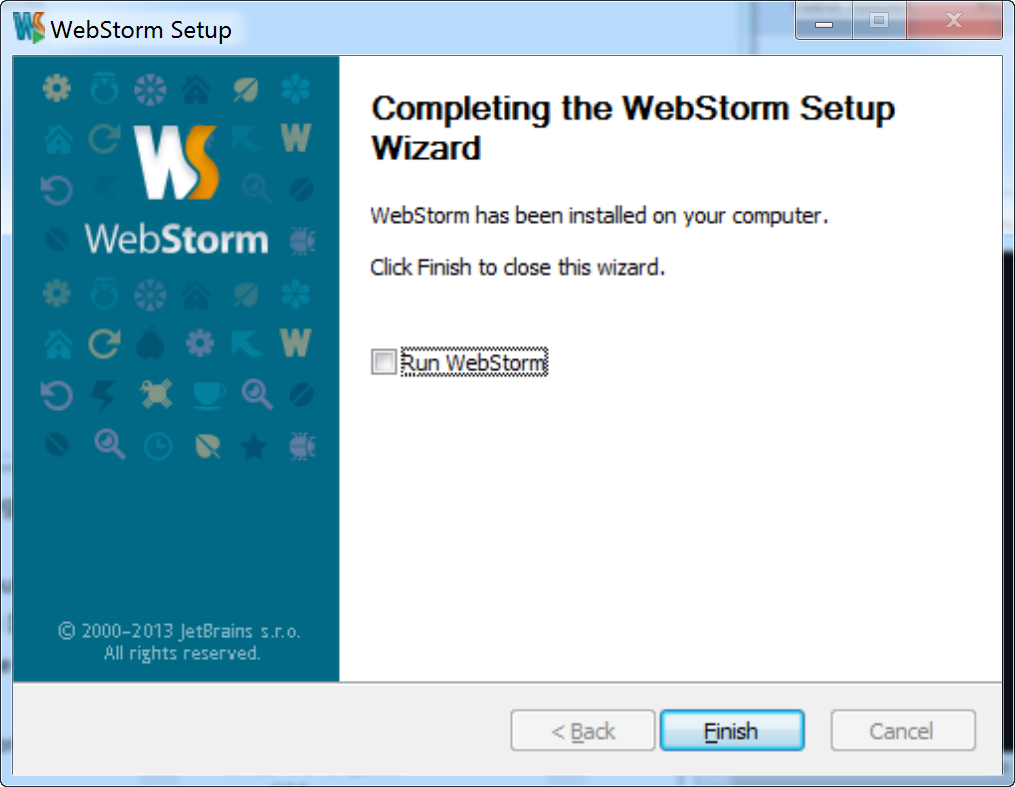 WebStorm Setup
WS
WebStorm
Completing the WebStorm Setup
Wizard
WebStorm has been installed on your computer.
Click Finish to close this wizard.
Run WebStorm
© 2000-2013 JetBrains s.r.o.
All rights reserved.
< Back
Finish
Cancel